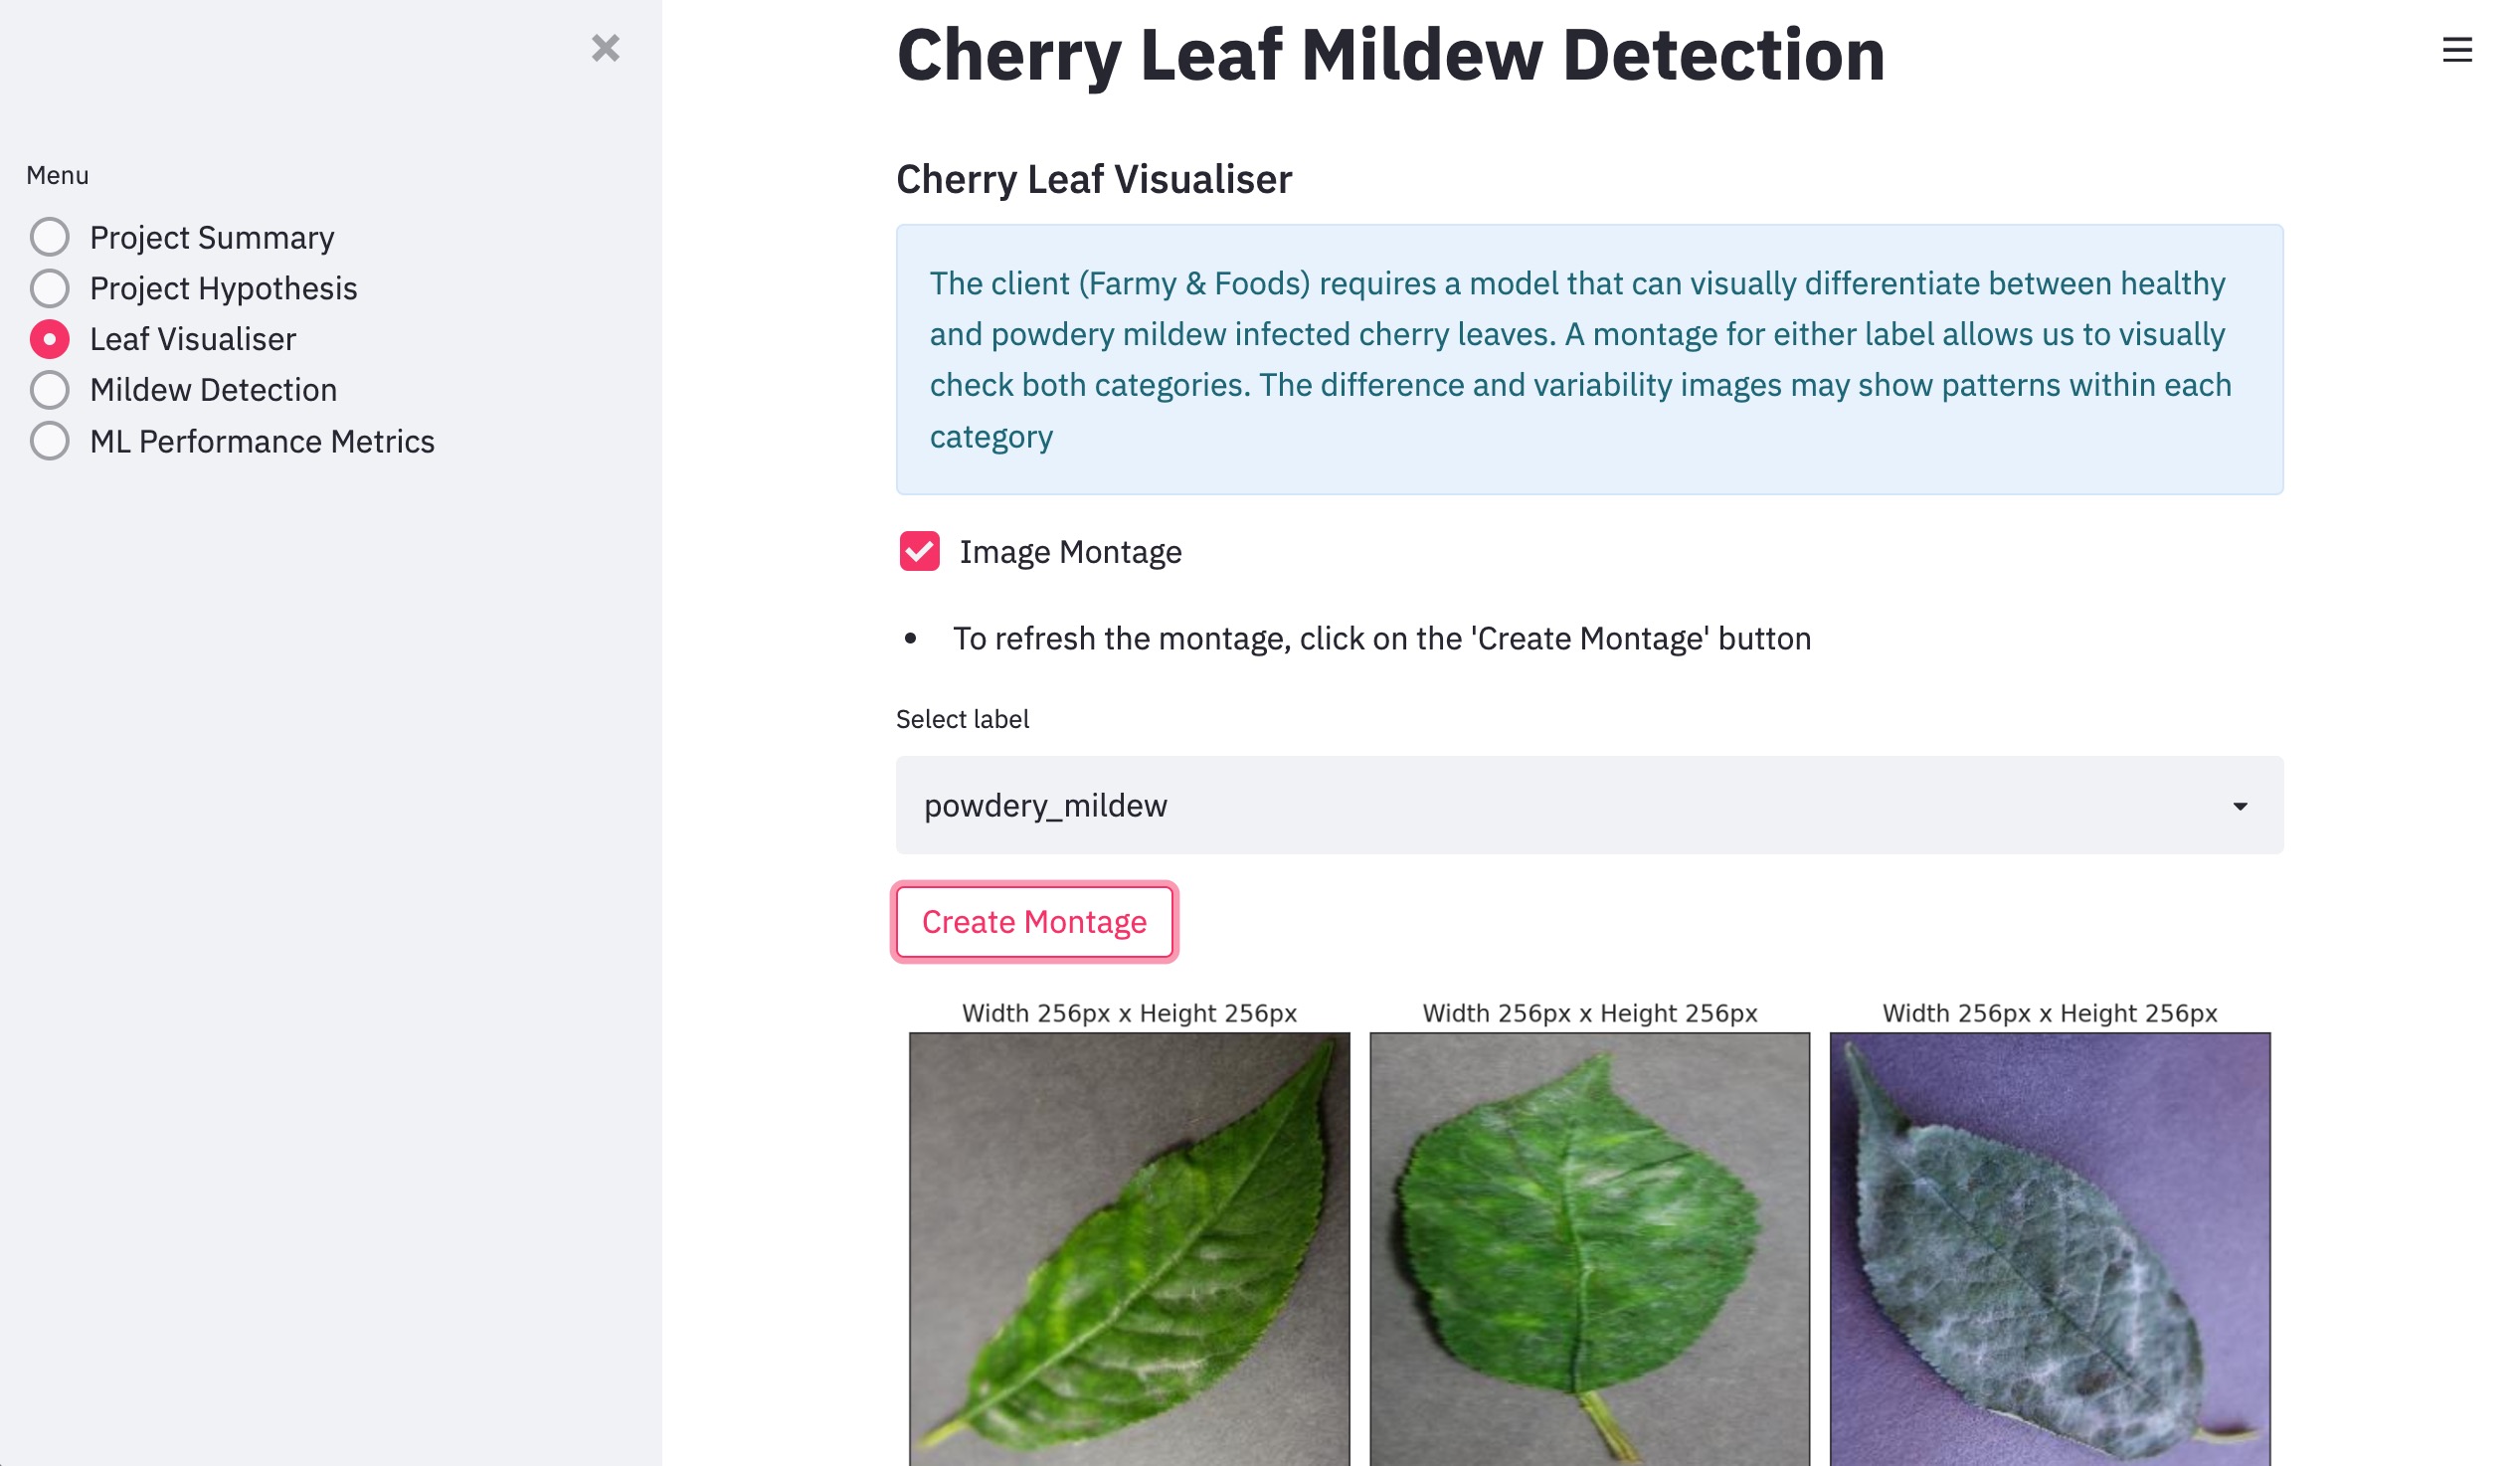 Cherry Leaf Mildew Detection
Menu
Project Summary
Project Hypothesis
Leaf Visualiser
Mildew Detection
ML Performance Metrics
Cherry Leaf Visualiser
The client (Farmy & Foods) requires a model that can visually differentiate between healthy
and powdery mildew infected cherry leaves. A montage for either label allows us to visually
check both categories. The difference and variability images may show patterns within each
category
Image Montage
To refresh the montage, click on the 'Create Montage' button
Select label
powdery_mildew
Create Montage
Width 256px x Height 256px
Width 256px x Height 256px
Width 256px x Height 256px